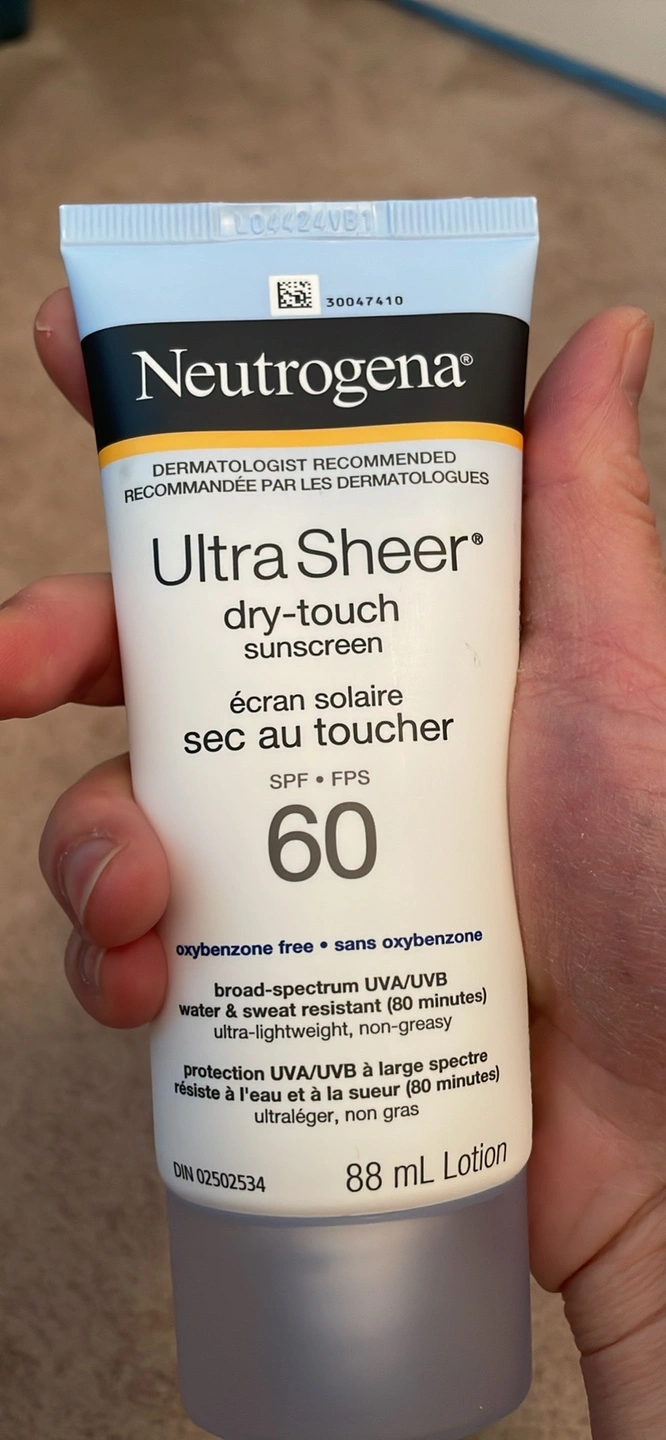 L04424VB1
30047410
Neutrogena®
DERMATOLOGIST RECOMMENDED
RECOMMANDÉE PAR LES DERMATOLOGUES
Ultra Sheer®
dry-touch
sunscreen
écran solaire
sec au toucher
SPF • FPS
60
oxybenzone free • sans oxybenzone
broad-spectrum UVA/UVB
water & sweat resistant (80 minutes)
ultra-lightweight, non-greasy
protection UVA/UVB à large spectre
résiste à l'eau et à la sueur (80 minutes)
ultraléger, non gras
DIN 02502534
88 mL Lotion